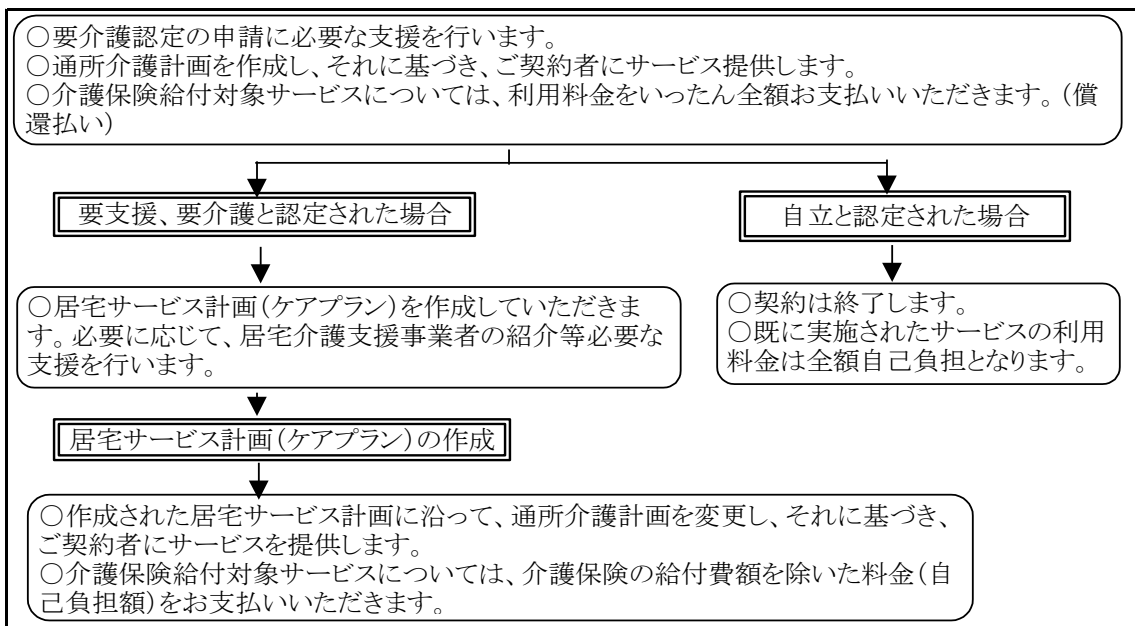 ○要介護認定の申請に必要な支援を行います。
○通所介護計画を作成し、それに基づき、ご契約者にサービス提供します。
○介護保険給付対象サービスについては、利用料金をいったん全額お支払いいただきます。(償
還払い)
要支援、要介護と認定された場合
自立と認定された場合
○居宅サービス計画(ケアプラン)を作成していただきま
す。必要に応じて、居宅介護支援事業者の紹介等必要な
支援を行います。
○契約は終了します。
○既に実施されたサービスの利用
料金は全額自己負担となります。
居宅サービス計画(ケアプラン)の作成
○作成された居宅サービス計画に沿って、通所介護計画を変更し、それに基づき、
ご契約者にサービスを提供します。
○介護保険給付対象サービスについては、介護保険の給付費額を除いた料金(自
己負担額)をお支払いいただきます。